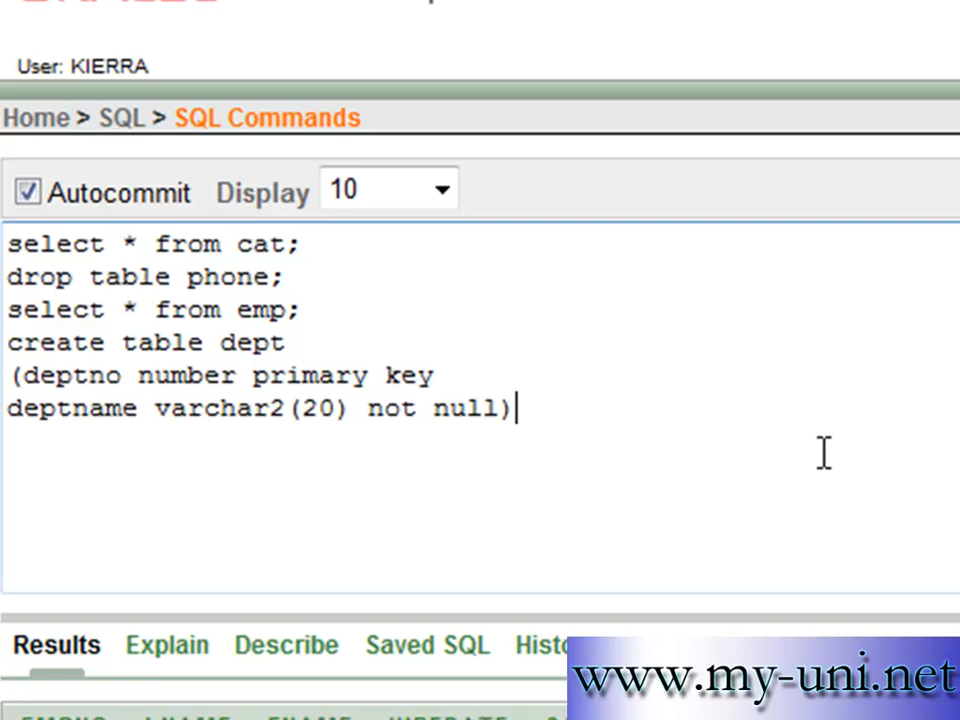 User: KIERRA
Home > SQL > SQL Commands
Autocommit Display 10
select * from cat;
drop table phone;
select * from emp;
create table dept
(deptno number primary key
deptname varchar2(20) not null)
Results Explain Describe Saved SQL
www.my-uni.net